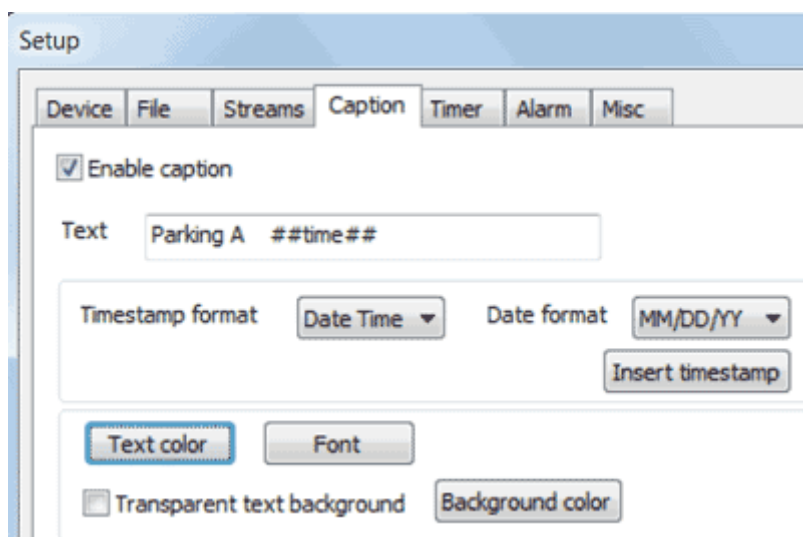 Setup
Device File Streams Caption Timer Alarm Misc
Enable caption
Text Parking A ##time##
Timestamp format Date Time Date format MM/DD/YY
Insert timestamp
Text color Font
Transparent text background Background color